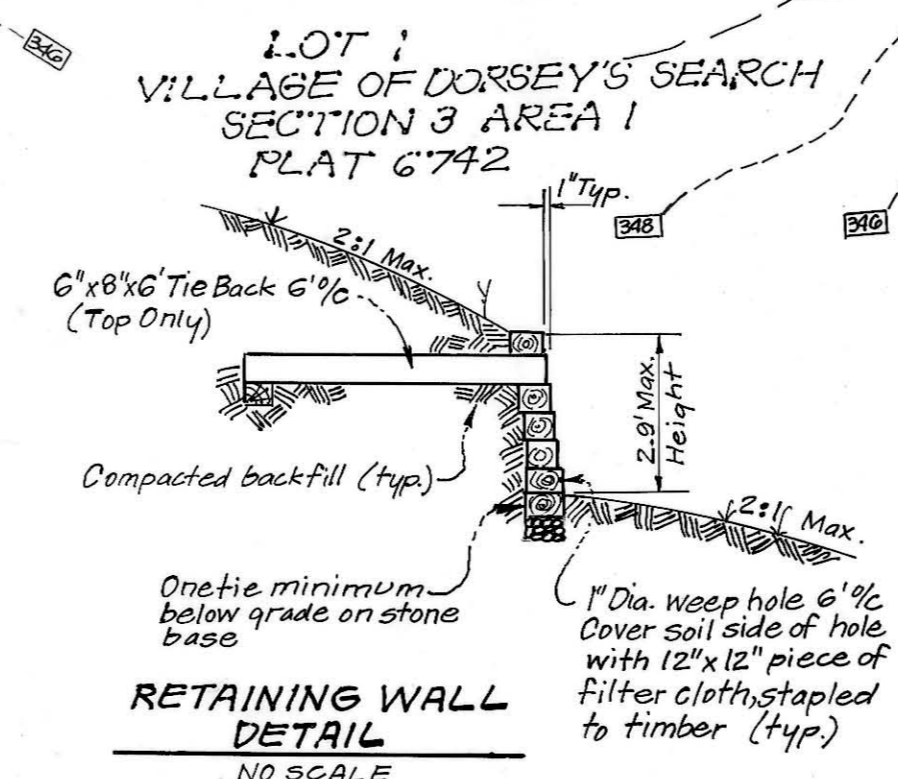 346
LOT 1
VILLAGE OF DORSEY'S SEARCH
SECTION 3 AREA 1
PLAT 6742
1" Typ.
348
346
2:1 Max.
6"x8"x6' Tie Back 6' o/c
(Top Only)
2.9' Max.
Height
Compacted backfill (typ.)
2:1 Max.
One tie minimum
below grade on stone
base
1" Dia. weep hole 6' o/c
Cover soil side of hole
with 12"x12" piece of
filter cloth, stapled
to timber (typ.)
RETAINING WALL
DETAIL
NO SCALE